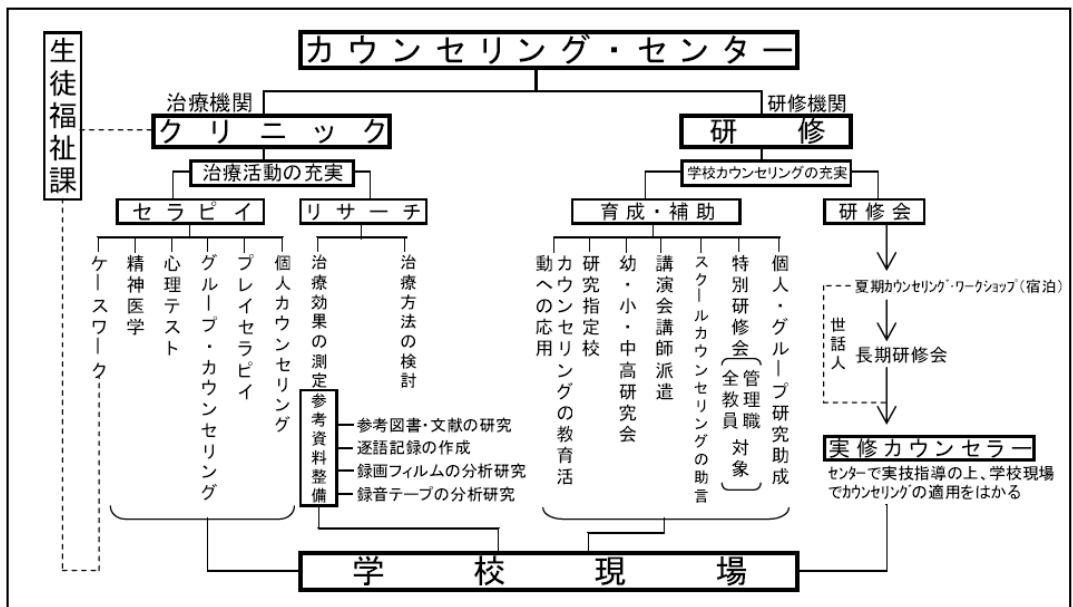 カウンセリング・センター
生徒福祉課
治療機関
クリニック
治療活動の充実
セラピイ
ケースワーク
精神医学
心理テスト
グループ・カウンセリング
プレイセラピイ
個人カウンセリング
リサーチ
治療効果の測定
治療方法の検討
参考資料整備
参考図書・文献の研究
逐語記録の作成
録画フィルムの分析研究
録音テープの分析研究
研修機関
研修
学校カウンセリングの充実
育成・補助
カウンセリングの教育活
動への応用
研究指定校
幼・小・中高研究会
講演会講師派遣
スクールカウンセリングの助言
特別研修会
管理職
全教員
対象
個人・グループ研究助成
研修会
夏期カウンセリング・ワークショップ(宿泊)
世話人
長期研修会
実修カウンセラー
センターで実技指導の上、学校現場
でカウンセリングの適用をはかる
学校現場